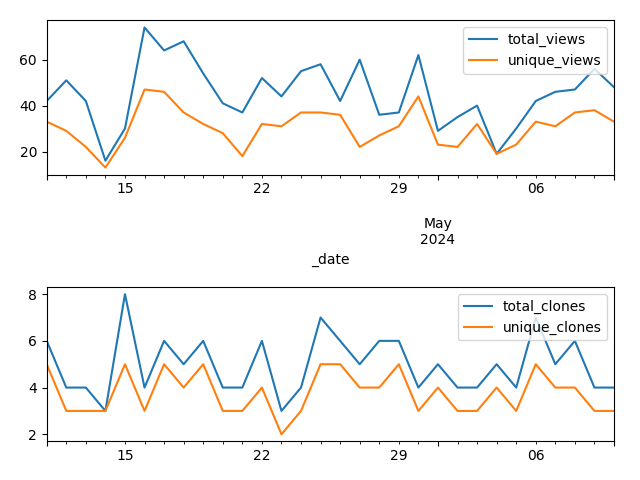 total_views
unique_views
60
40
20
15
22
29
06
May
2024
_date
total_clones
unique_clones
8
6
4
2
15
22
29
06